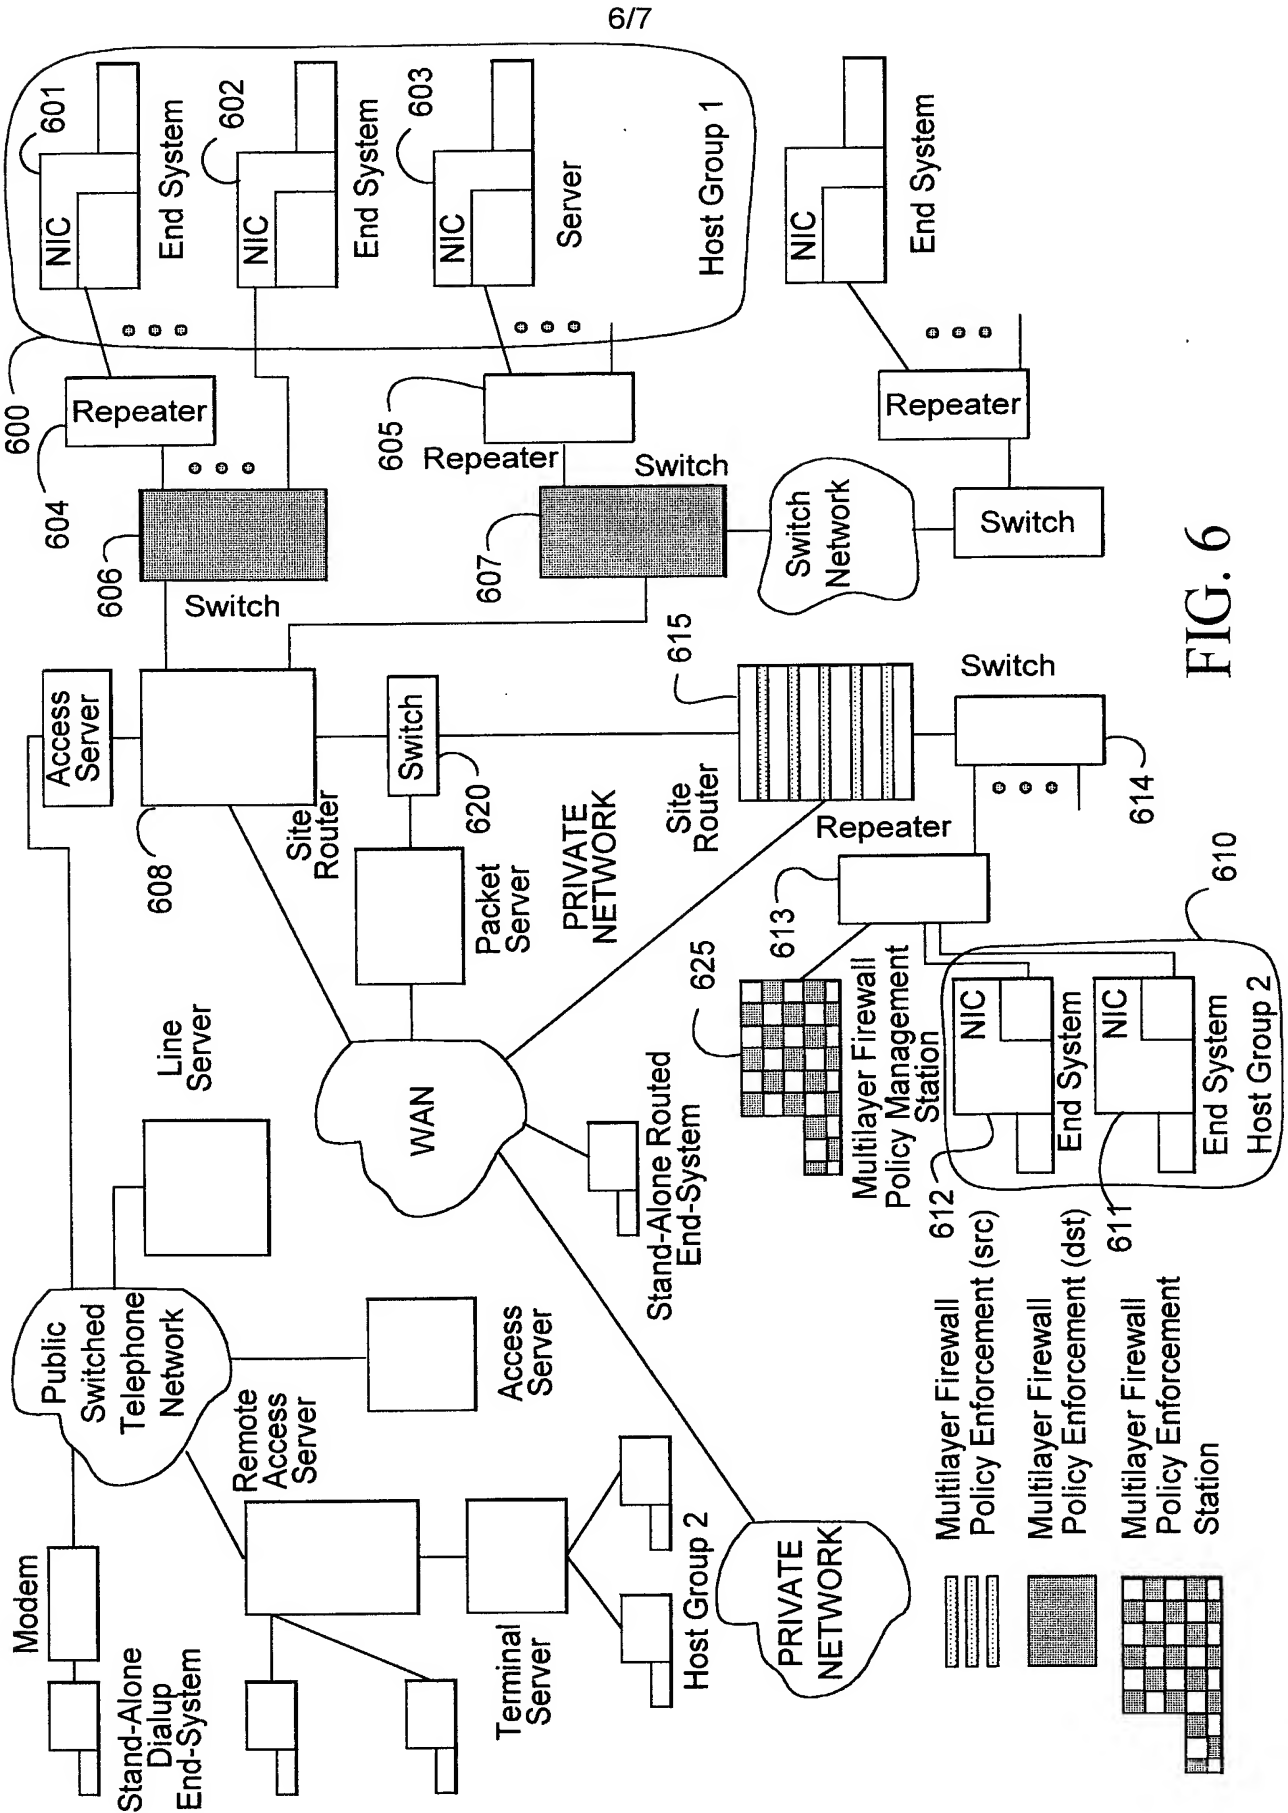 6/7
Modem
Stand-Alone
Dialup
End-System
Public
Switched
Telephone
Network
Remote
Access
Server
Terminal
Server
Host Group 2
Access
Server
PRIVATE
NETWORK
Line
Server
WAN
Stand-Alone Routed
End-System
Access
Server
608
Site
Router
Switch
620
Packet
Server
PRIVATE
NETWORK
Site
Router
615
Switch
614
Repeater
613
625
Multilayer Firewall
Policy Management
Station
610
NIC
End System
612
NIC
End System
611
Host Group 2
600
601
NIC
End System
602
NIC
End System
603
NIC
Server
Host Group 1
Repeater
604
605
Repeater
606
Switch
607
Switch
Switch
Network
Switch
Repeater
NIC
End System
Multilayer Firewall
Policy Enforcement (src)
Multilayer Firewall
Policy Enforcement (dst)
Multilayer Firewall
Policy Enforcement
Station
FIG. 6